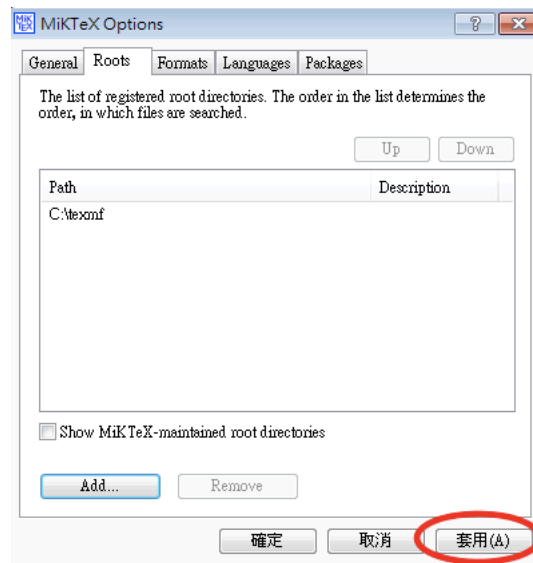 MiKTeX Options
General Roots Formats Languages Packages
The list of registered root directories. The order in the list determines the
order, in which files are searched.
Up Down
Path Description
C:\texmf
Show MiKTeX-maintained root directories
Add... Remove
確定 取消 套用(A)